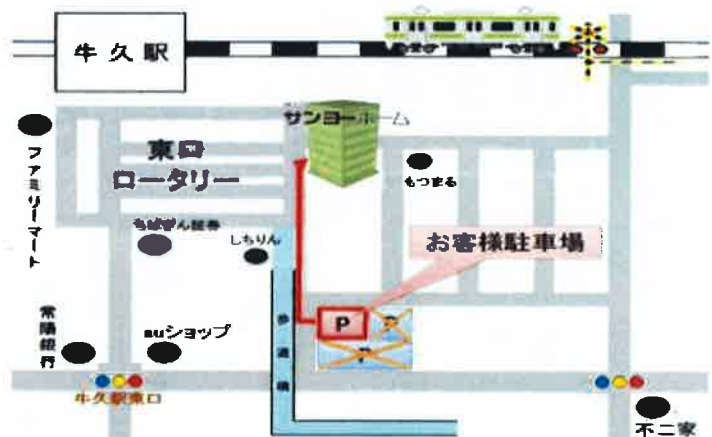 牛久駅
サンヨーホーム
東口
ロータリー
もつまる
ファミリーマート
ちばぎん証券
しちりん
お客様駐車場
常陽銀行
auショップ
歩道橋
P
P
P
牛久駅東口
不二家